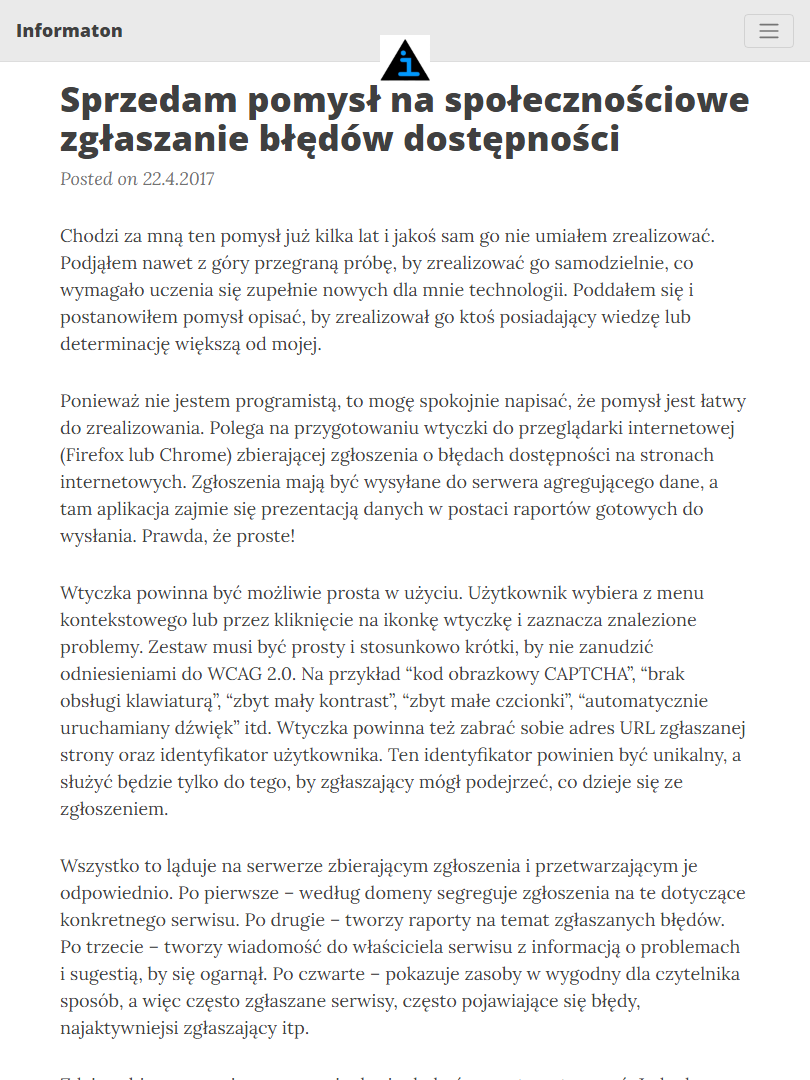 Informaton
Sprzedam pomysł na społecznościowe
zgłaszanie błędów dostępności
Posted on 22.4.2017
Chodzi za mną ten pomysł już kilka lat i jakoś sam go nie umiałem zrealizować.
Podjąłem nawet z góry przegraną próbę, by zrealizować go samodzielnie, co
wymagało uczenia się zupełnie nowych dla mnie technologii. Poddałem się i
postanowiłem pomysł opisać, by zrealizował go ktoś posiadający wiedzę lub
determinację większą od mojej.
Ponieważ nie jestem programistą, to mogę spokojnie napisać, że pomysł jest łatwy
do zrealizowania. Polega na przygotowaniu wtyczki do przeglądarki internetowej
(Firefox lub Chrome) zbierającej zgłoszenia o błędach dostępności na stronach
internetowych. Zgłoszenia mają być wysyłane do serwera agregującego dane, a
tam aplikacja zajmie się prezentacją danych w postaci raportów gotowych do
wysłania. Prawda, że proste!
Wtyczka powinna być możliwie prosta w użyciu. Użytkownik wybiera z menu
kontekstowego lub przez kliknięcie na ikonkę wtyczkę i zaznacza znalezione
problemy. Zestaw musi być prosty i stosunkowo krótki, by nie zanudzić
odniesieniami do WCAG 2.0. Na przykład “kod obrazkowy CAPTCHA”, “brak
obsługi klawiaturą”, “zbyt mały kontrast”, “zbyt małe czcionki”, “automatycznie
uruchamiany dźwięk” itd. Wtyczka powinna też zabrać sobie adres URL zgłaszanej
strony oraz identyfikator użytkownika. Ten identyfikator powinien być unikalny, a
służyć będzie tylko do tego, by zgłaszający mógł podejrzeć, co dzieje się ze
zgłoszeniem.
Wszystko to ląduje na serwerze zbierającym zgłoszenia i przetwarzającym je
odpowiednio. Po pierwsze – według domeny segreguje zgłoszenia na te dotyczące
konkretnego serwisu. Po drugie – tworzy raporty na temat zgłaszanych błędów.
Po trzecie – tworzy wiadomość do właściciela serwisu z informacją o problemach
i sugestią, by się ogarnął. Po czwarte – pokazuje zasoby w wygodny dla czytelnika
sposób, a więc często zgłaszane serwisy, często pojawiające się błędy,
najaktywniejsi zgłaszający itp.